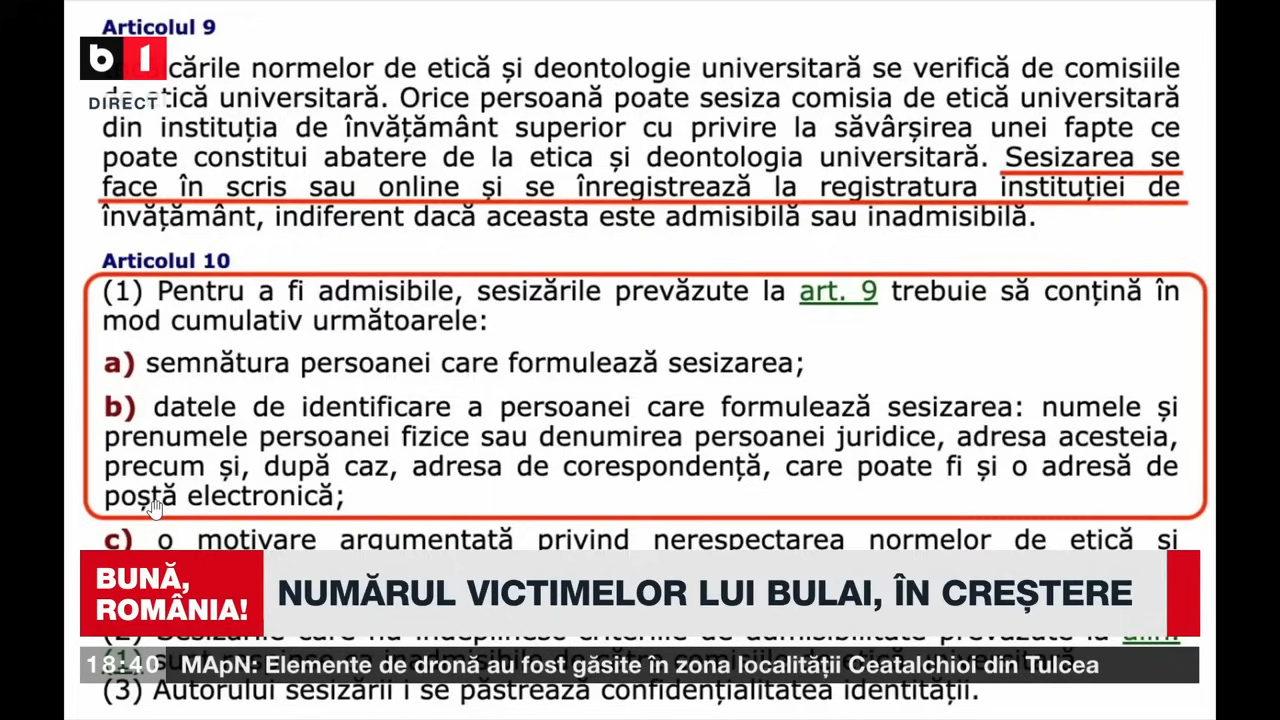 Articolul 9
b 1
DIRECT
cările normelor de etică și deontologie universitară se verifică de comisiile
etică universitară. Orice persoană poate sesiza comisia de etică universitară
din instituția de învățământ superior cu privire la săvârșirea unei fapte ce
poate constitui abatere de la etica și deontologia universitară. Sesizarea se
face în scris sau online și se înregistrează la registratura instituției de
învățământ, indiferent dacă aceasta este admisibilă sau inadmisibilă.
Articolul 10
(1) Pentru a fi admisibile, sesizările prevăzute la art. 9 trebuie să conțină în
mod cumulativ următoarele:
a) semnătura persoanei care formulează sesizarea;
b) datele de identificare a persoanei care formulează sesizarea: numele și
prenumele persoanei fizice sau denumirea persoanei juridice, adresa acesteia,
precum și, după caz, adresa de corespondență, care poate fi și o adresă de
poștă electronică;
c) o motivare argumentată privind nerespectarea normelor de etică și
BUNĂ,
ROMÂNIA!
NUMĂRUL VICTIMELOR LUI BULAI, ÎN CREȘTERE
18:40 MApN: Elemente de dronă au fost găsite în zona localității Ceatalchioi din Tulcea
(3) Autorului sesizării i se păstrează confidențialitatea identității.